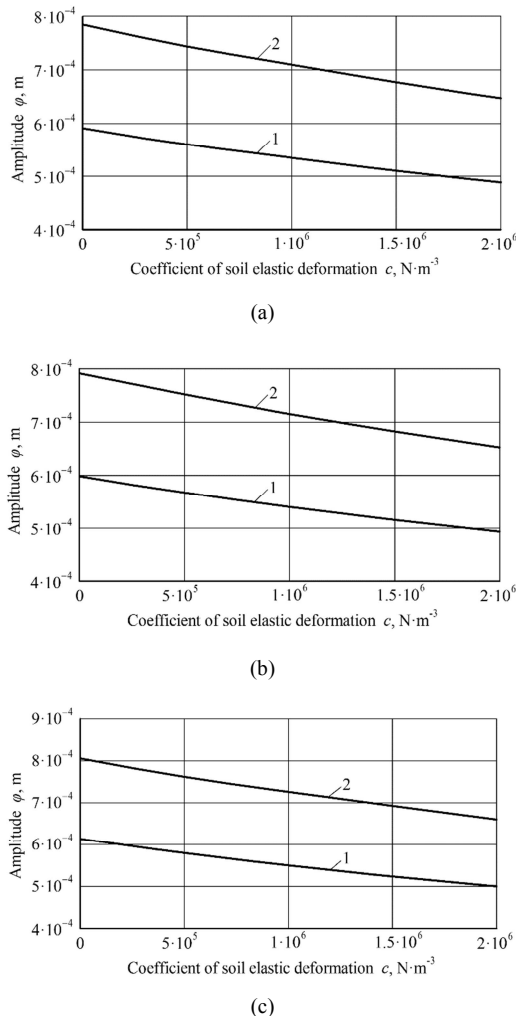 8·10⁻⁴
2
7·10⁻⁴
Amplitude φ, m
6·10⁻⁴
1
5·10⁻⁴
4·10⁻⁴
0 5·10⁵ 1·10⁶ 1.5·10⁶ 2·10⁶
Coefficient of soil elastic deformation c, N·m⁻³
(a)
8·10⁻⁴
2
7·10⁻⁴
Amplitude φ, m
6·10⁻⁴
1
5·10⁻⁴
4·10⁻⁴
0 5·10⁵ 1·10⁶ 1.5·10⁶ 2·10⁶
Coefficient of soil elastic deformation c, N·m⁻³
(b)
9·10⁻⁴
8·10⁻⁴
2
7·10⁻⁴
Amplitude φ, m
6·10⁻⁴
1
5·10⁻⁴
4·10⁻⁴
0 5·10⁵ 1·10⁶ 1.5·10⁶ 2·10⁶
Coefficient of soil elastic deformation c, N·m⁻³
(c)